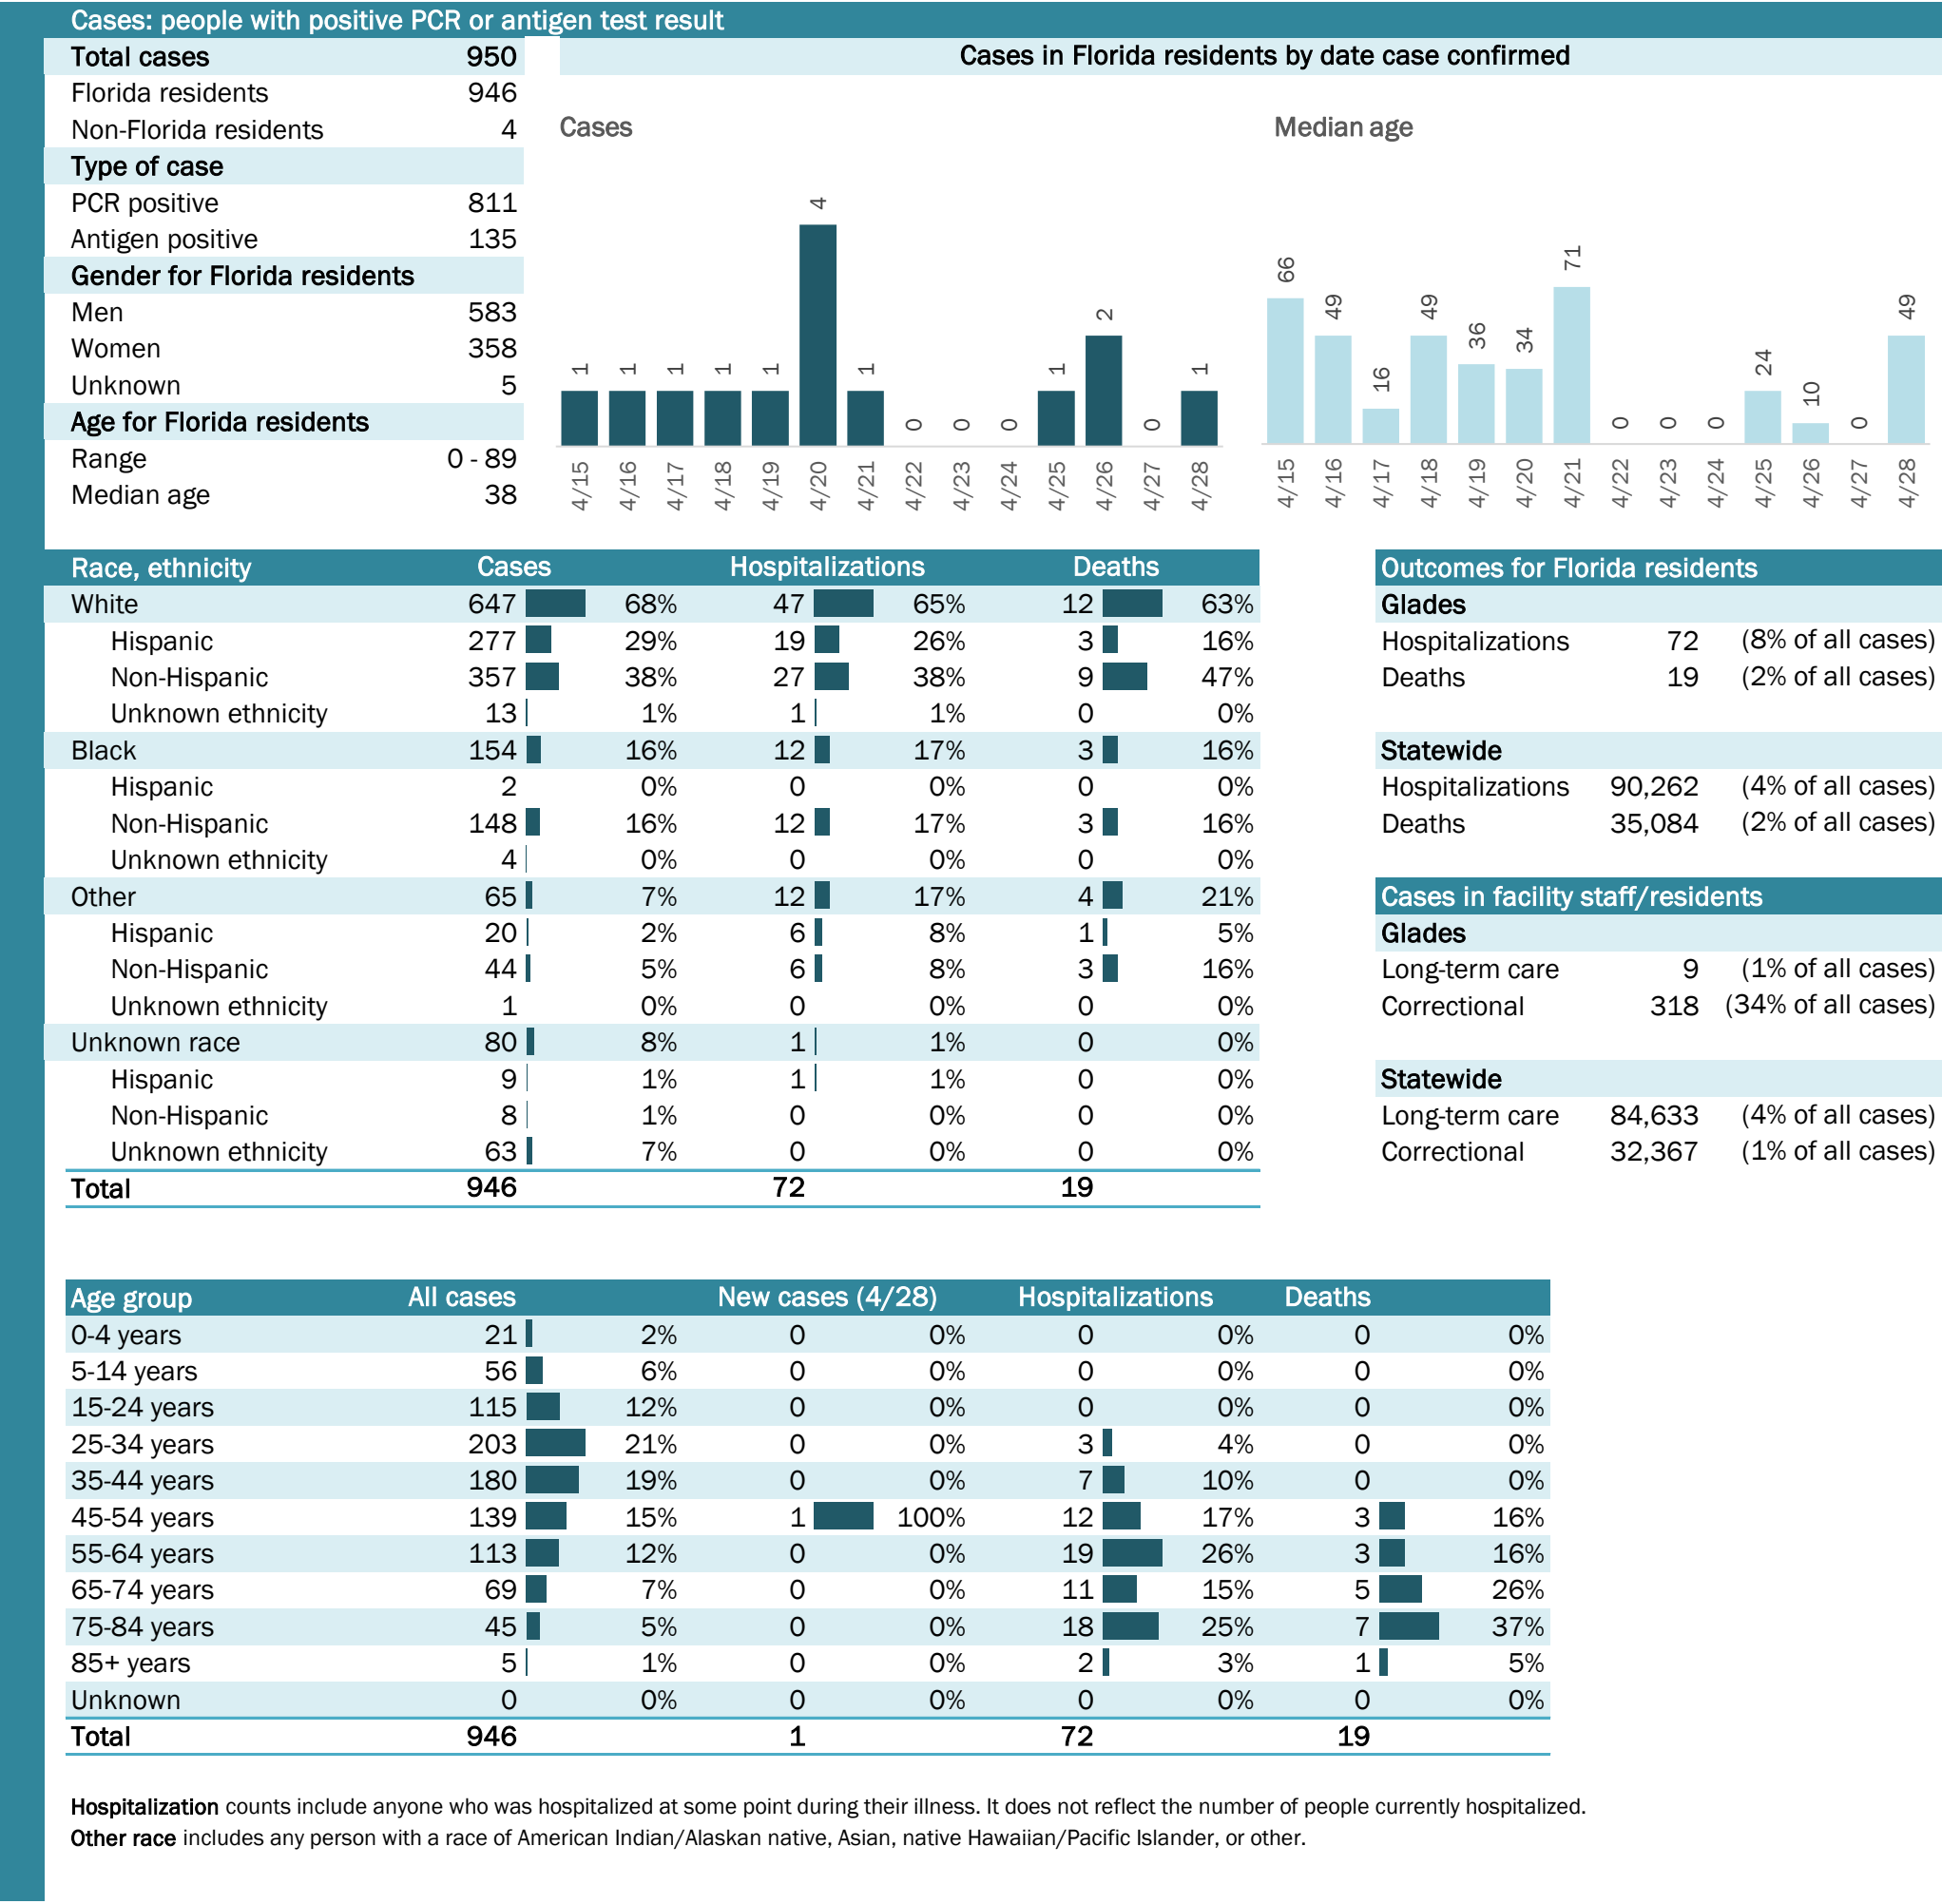 Cases: people with positive PCR or antigen test result
Total cases 950
Florida residents 946
Non-Florida residents 4
Type of case
PCR positive 811
Antigen positive 135
Gender for Florida residents
Men 583
Women 358
Unknown 5
Age for Florida residents
Range 0 - 89
Median age 38
Cases in Florida residents by date case confirmed
Cases
1 1 1 1 1 4 1 0 0 0 1 2 0 1
4/15 4/16 4/17 4/18 4/19 4/20 4/21 4/22 4/23 4/24 4/25 4/26 4/27 4/28
Median age
66 49 16 49 36 34 71 0 0 0 24 10 0 49
4/15 4/16 4/17 4/18 4/19 4/20 4/21 4/22 4/23 4/24 4/25 4/26 4/27 4/28
Race, ethnicity Cases Hospitalizations Deaths
White 647 68% 47 65% 12 63%
Hispanic 277 29% 19 26% 3 16%
Non-Hispanic 357 38% 27 38% 9 47%
Unknown ethnicity 13 1% 1 1% 0 0%
Black 154 16% 12 17% 3 16%
Hispanic 2 0% 0 0% 0 0%
Non-Hispanic 148 16% 12 17% 3 16%
Unknown ethnicity 4 0% 0 0% 0 0%
Other 65 7% 12 17% 4 21%
Hispanic 20 2% 6 8% 1 5%
Non-Hispanic 44 5% 6 8% 3 16%
Unknown ethnicity 1 0% 0 0% 0 0%
Unknown race 80 8% 1 1% 0 0%
Hispanic 9 1% 1 1% 0 0%
Non-Hispanic 8 1% 0 0% 0 0%
Unknown ethnicity 63 7% 0 0% 0 0%
Total 946 72 19
Outcomes for Florida residents
Glades
Hospitalizations 72 (8% of all cases)
Deaths 19 (2% of all cases)
Statewide
Hospitalizations 90,262 (4% of all cases)
Deaths 35,084 (2% of all cases)
Cases in facility staff/residents
Glades
Long-term care 9 (1% of all cases)
Correctional 318 (34% of all cases)
Statewide
Long-term care 84,633 (4% of all cases)
Correctional 32,367 (1% of all cases)
Age group All cases New cases (4/28) Hospitalizations Deaths
0-4 years 21 2% 0 0% 0 0% 0 0%
5-14 years 56 6% 0 0% 0 0% 0 0%
15-24 years 115 12% 0 0% 0 0% 0 0%
25-34 years 203 21% 0 0% 3 4% 0 0%
35-44 years 180 19% 0 0% 7 10% 0 0%
45-54 years 139 15% 1 100% 12 17% 3 16%
55-64 years 113 12% 0 0% 19 26% 3 16%
65-74 years 69 7% 0 0% 11 15% 5 26%
75-84 years 45 5% 0 0% 18 25% 7 37%
85+ years 5 1% 0 0% 2 3% 1 5%
Unknown 0 0% 0 0% 0 0% 0 0%
Total 946 1 72 19
Hospitalization counts include anyone who was hospitalized at some point during their illness. It does not reflect the number of people currently hospitalized.
Other race includes any person with a race of American Indian/Alaskan native, Asian, native Hawaiian/Pacific Islander, or other.